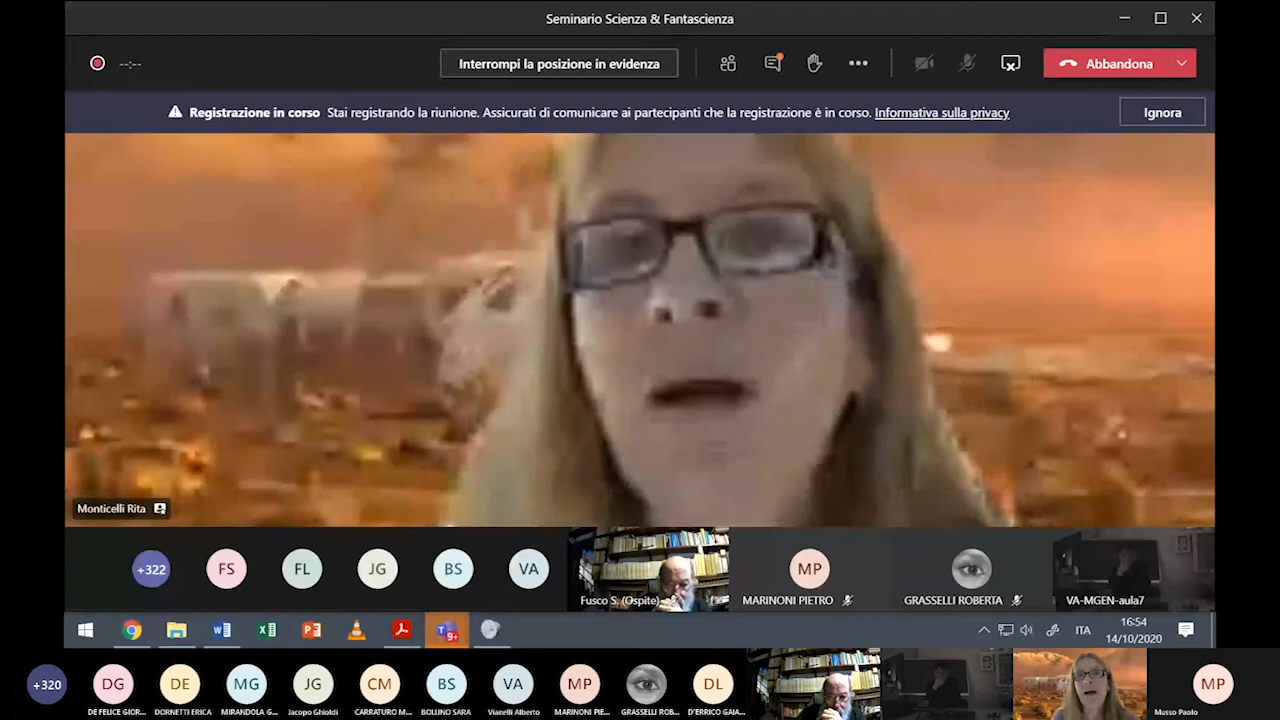 Seminario Scienza & Fantascienza
--:--
Interrompi la posizione in evidenza
Abbandona
Registrazione in corso Stai registrando la riunione. Assicurati di comunicare ai partecipanti che la registrazione è in corso. Informativa sulla privacy
Ignora
Monticelli Rita
+322
FS
FL
JG
BS
VA
MP
Fusco S. (Ospite)
MARINONI PIETRO
GRASSELLI ROBERTA
VA-MGEN-aula7
9+
ITA
16:54
14/10/2020
+320
DG
DE
MG
JG
CM
BS
VA
MP
DL
MP
DE FELICE GIOR...
DORNETTI ERICA
MIRANDOLA G...
Jacopo Ghioldi
CARRATURO M...
BOLLINO SARA
Vianelli Alberto
MARINONI PIE...
GRASSELLI ROB...
D'ERRICO GAIA...
Musso Paolo